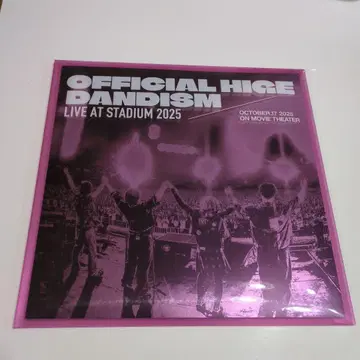 OFFICIAL HIGE
DANDISM
LIVE AT STADIUM 2025
OCTOBER.17 2025
ON MOVIE THEATER